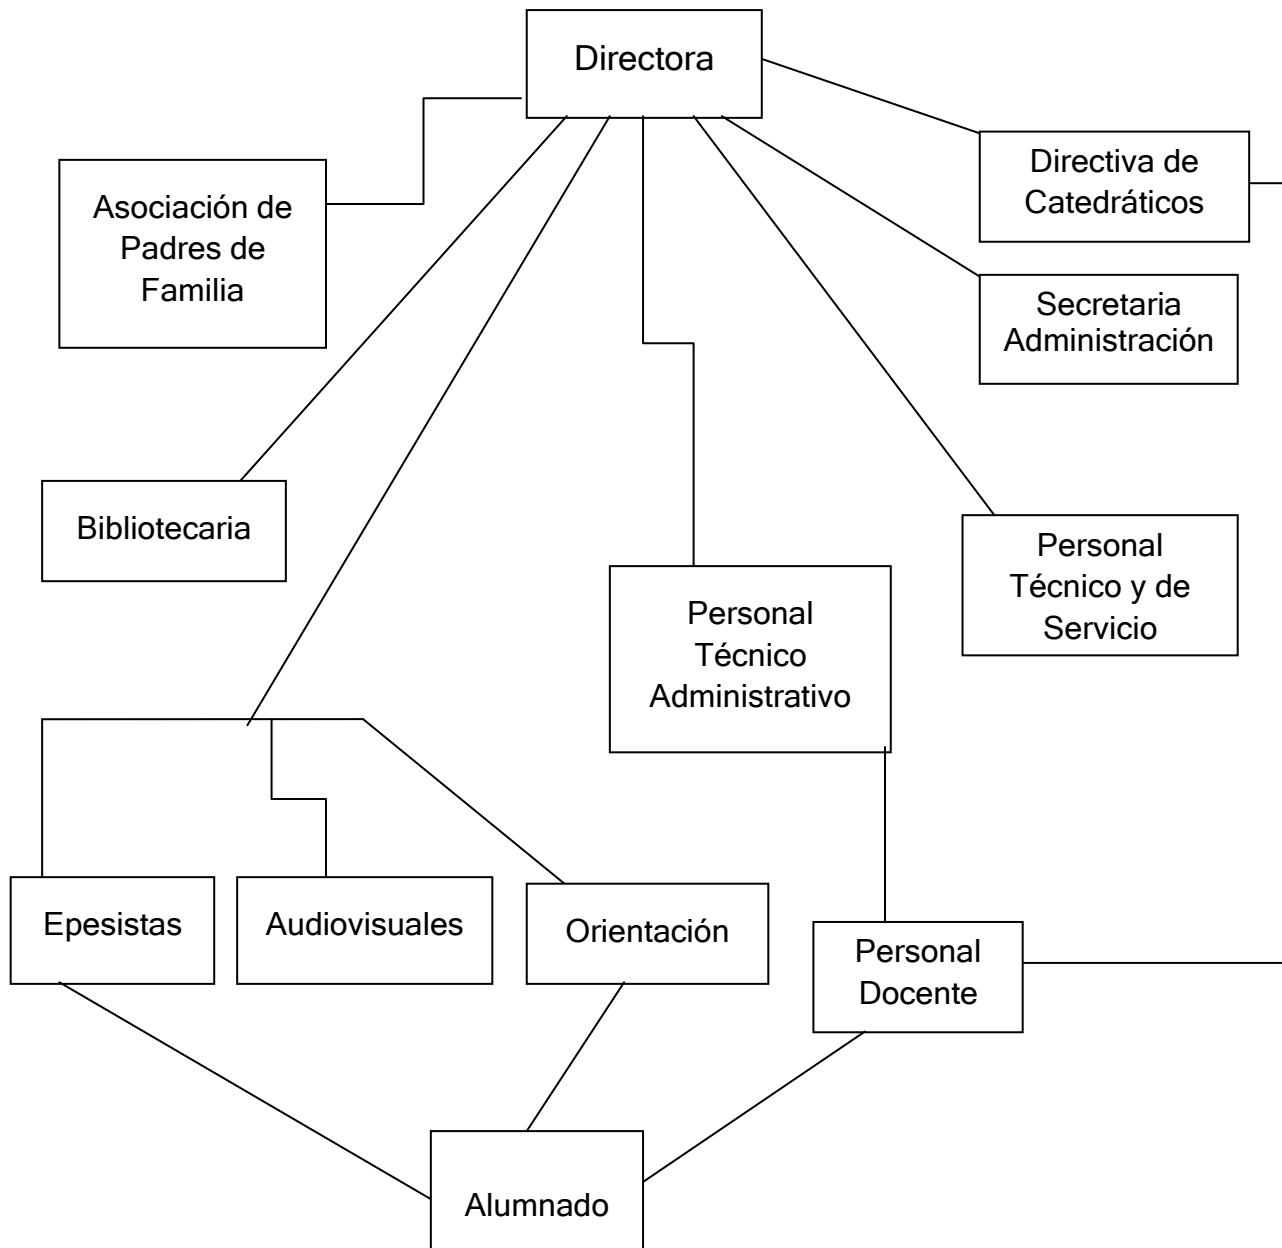 Directora
Directiva de
Catedráticos
Asociación de
Padres de
Familia
Secretaria
Administración
Bibliotecaria
Personal
Técnico y de
Servicio
Personal
Técnico
Administrativo
Epesistas
Audiovisuales
Orientación
Personal
Docente
Alumnado